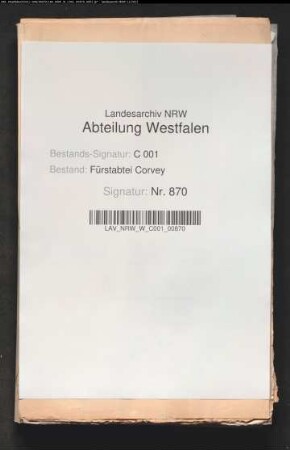 Landesarchiv NRW
Abteilung Westfalen
Bestands-Signatur: C 001
Bestand: Fürstabtei Corvey
Signatur: Nr. 870
LAV_NRW_W_C001_00870